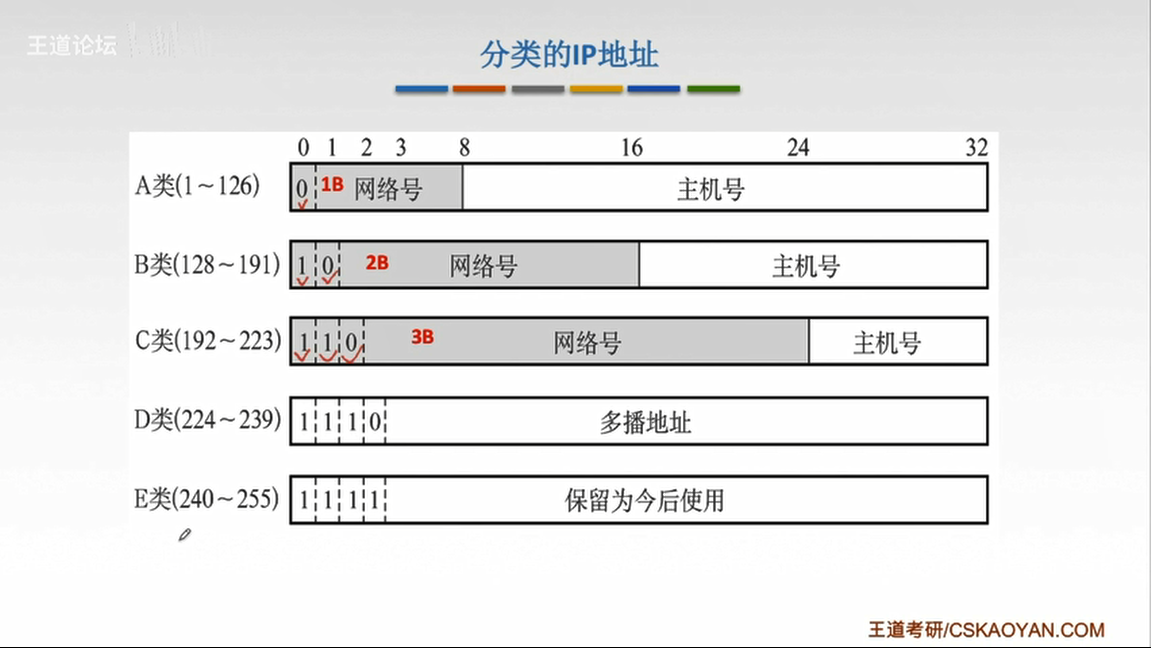 王道论坛
分类的IP地址
0 1 2 3 8 16 24 32
A类(1~126) 0 1B 网络号 主机号
B类(128~191) 1 0 2B 网络号 主机号
C类(192~223) 1 1 0 3B 网络号 主机号
D类(224~239) 1 1 1 0 多播地址
E类(240~255) 1 1 1 1 保留为今后使用
王道考研/CSKAOYAN.COM